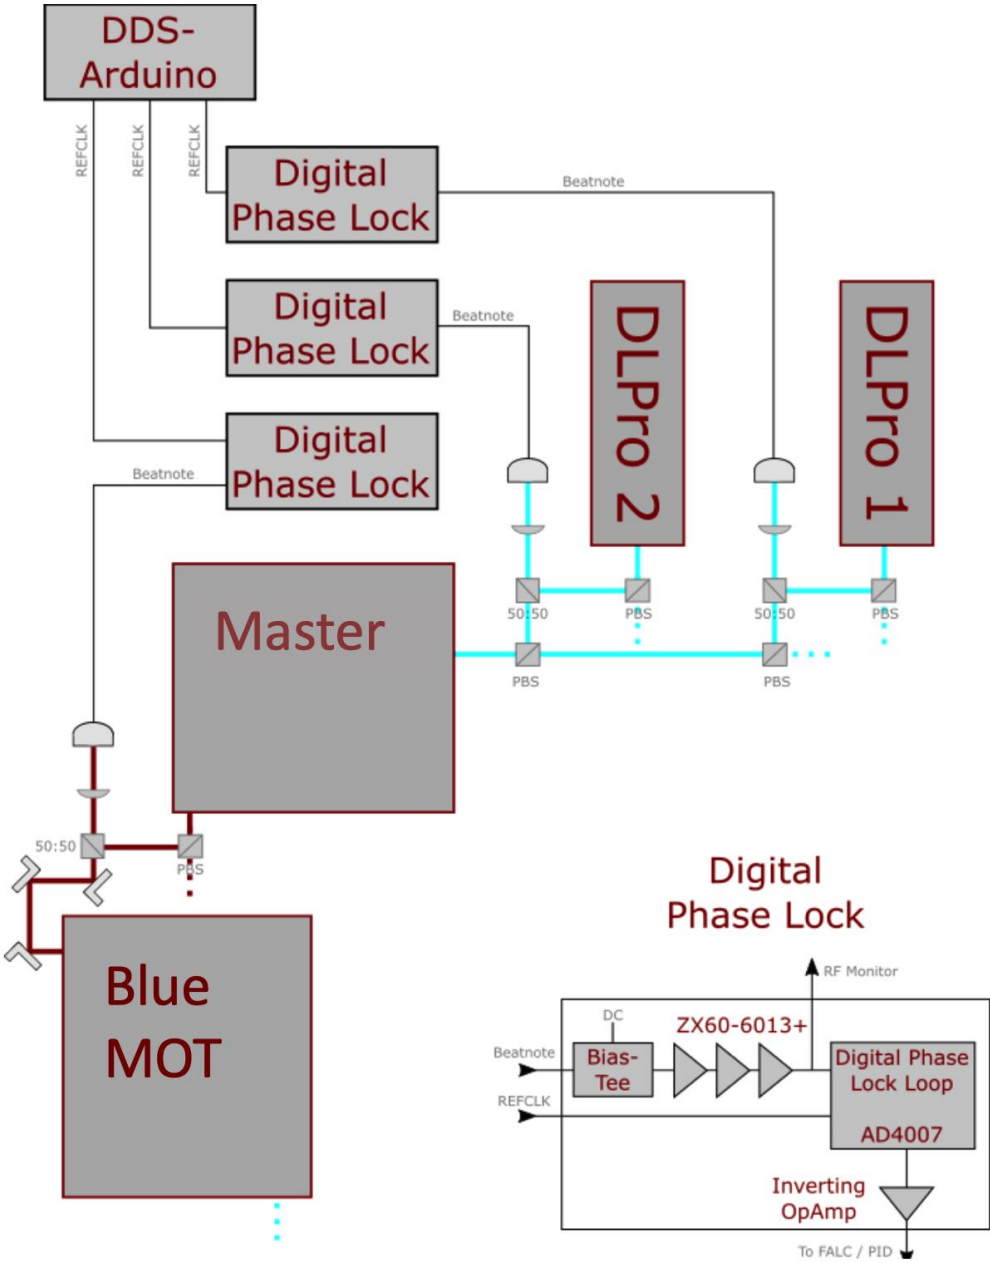 DDS-
Arduino
REFCLK
REFCLK
REFCLK
Digital
Phase Lock
Beatnote
Digital
Phase Lock
Beatnote
Digital
Phase Lock
Beatnote
DLPro 2
DLPro 1
50:50
PBS
50:50
PBS
Master
PBS
PBS
50:50
PBS
Blue
MOT
Digital
Phase Lock
RF Monitor
DC
ZX60-6013+
Beatnote
Bias-
Tee
Digital Phase
Lock Loop
REFCLK
AD4007
Inverting
OpAmp
To FALC / PID